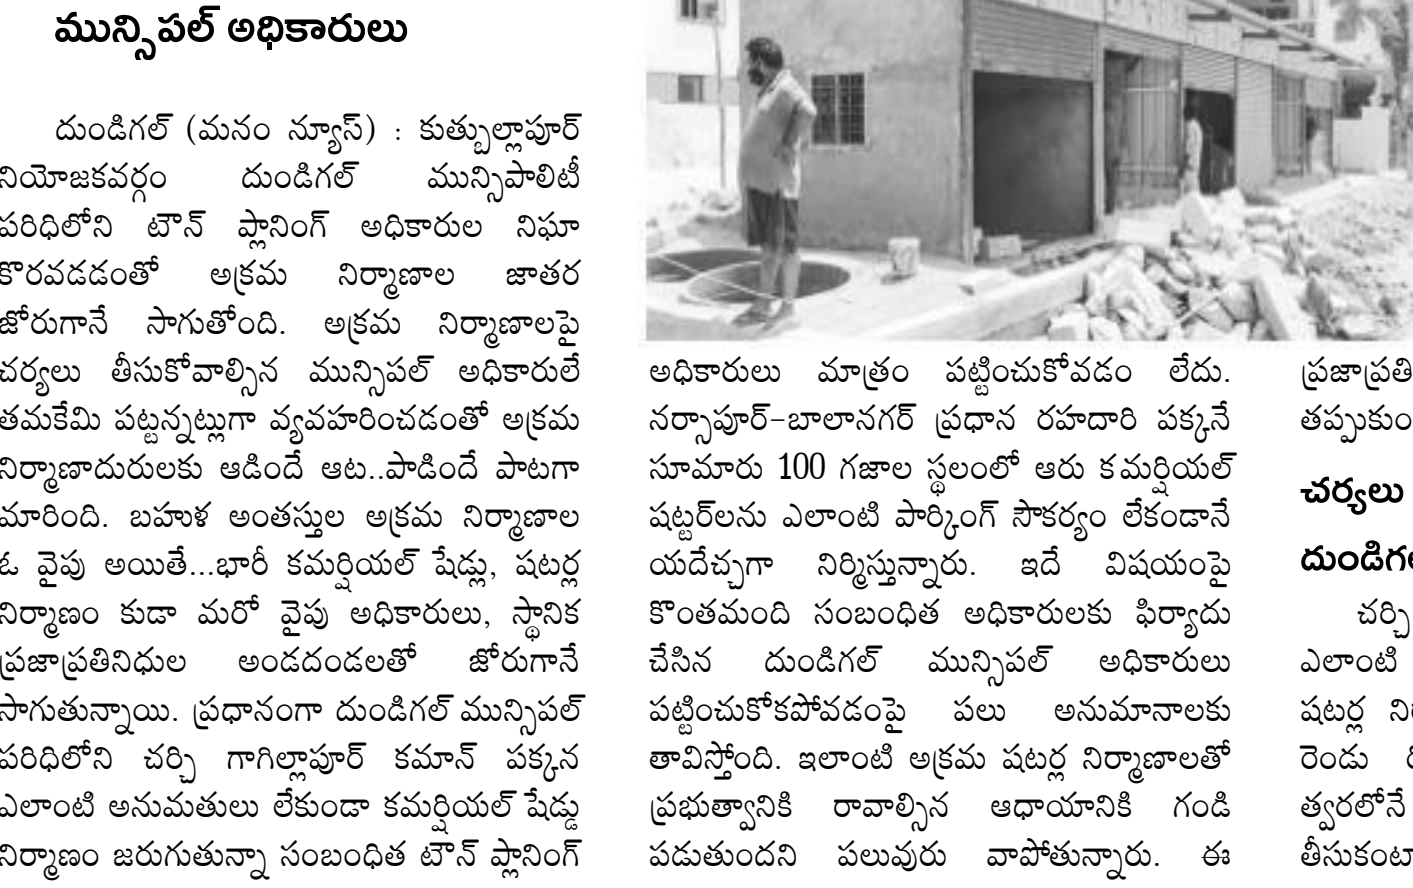 మున్సిపల్ అధికారులు
దుండిగల్ (మనం న్యూస్) : కుత్బుల్లాపూర్
నియోజకవర్గం దుండిగల్ మున్సిపాలిటీ
పరిధిలోని టౌన్ ప్లానింగ్ అధికారుల నిఘా
కొరవడడంతో అక్రమ నిర్మాణాల జాతర
జోరుగానే సాగుతోంది. అక్రమ నిర్మాణాలపై
చర్యలు తీసుకోవాల్సిన మున్సిపల్ అధికారులే
తమకేమి పట్టన్నట్లుగా వ్యవహరించడంతో అక్రమ
నిర్మాణాదురులకు ఆడిందే ఆట..పాడిందే పాటగా
మారింది. బహుళ అంతస్తుల అక్రమ నిర్మాణాల
ఓ వైపు అయితే...భారీ కమర్షియల్ షేడ్లు, షటర్ల
నిర్మాణం కుడా మరో వైపు అధికారులు, స్థానిక
ప్రజాప్రతినిధుల అండదండలతో జోరుగానే
సాగుతున్నాయి. ప్రధానంగా దుండిగల్ మున్సిపల్
పరిధిలోని చర్చి గాగిల్లాపూర్ కమాన్ పక్కన
ఎలాంటి అనుమతులు లేకుండా కమర్షియల్ షేడ్డు
నిర్మాణం జరుగుతున్నా సంబంధిత టౌన్ ప్లానింగ్
అధికారులు మాత్రం పట్టించుకోవడం లేదు.
నర్సాపూర్-బాలానగర్ ప్రధాన రహదారి పక్కనే
సూమారు 100 గజాల స్థలంలో ఆరు కమర్షియల్
షట్టర్‌లను ఎలాంటి పార్కింగ్ సౌకర్యం లేకండానే
యదేచ్చగా నిర్మిస్తున్నారు. ఇదే విషయంపై
కొంతమంది సంబంధిత అధికారులకు ఫిర్యాదు
చేసిన దుండిగల్ మున్సిపల్ అధికారులు
పట్టించుకోకపోవడంపై పలు అనుమానాలకు
తావిస్తోంది. ఇలాంటి అక్రమ షటర్ల నిర్మాణాలతో
ప్రభుత్వానికి రావాల్సిన ఆధాయానికి గండి
పడుతుందని పలువురు వాపోతున్నారు. ఈ
ప్రజాప్రతి
తప్పుకుం
చర్యలు
దుండిగ
చర్చి
ఎలాంటి
షటర్ల ని
రెండు
త్వరలోనే
తీసుకంటా